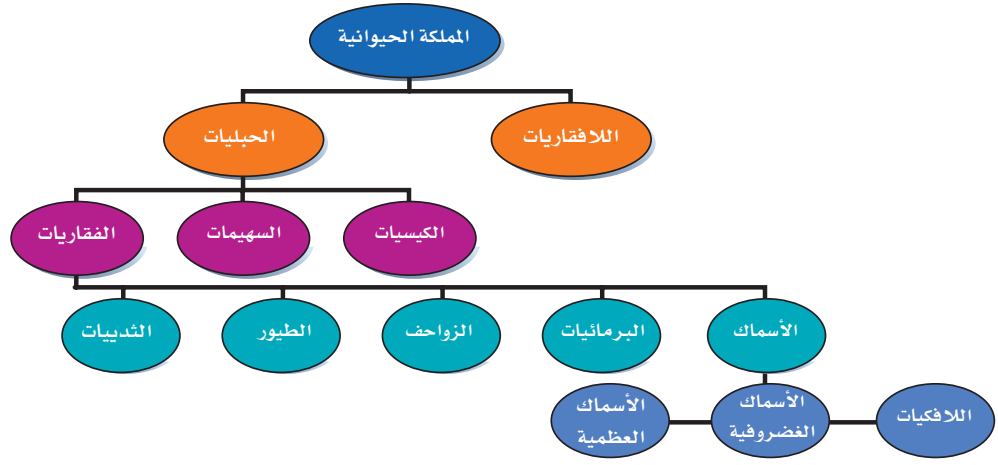 المملكة الحيوانية
اللافقاريات
الحبليات
الكيسيات
السهيمات
الفقاريات
الأسماك
البرمائيات
الزواحف
الطيور
الثدييات
اللافكيات
الأسماك
الغضروفية
الأسماك
العظمية